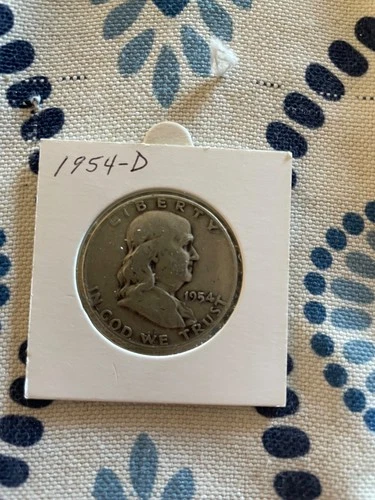 1954-D
LIBERTY
1954
IN GOD WE TRUST